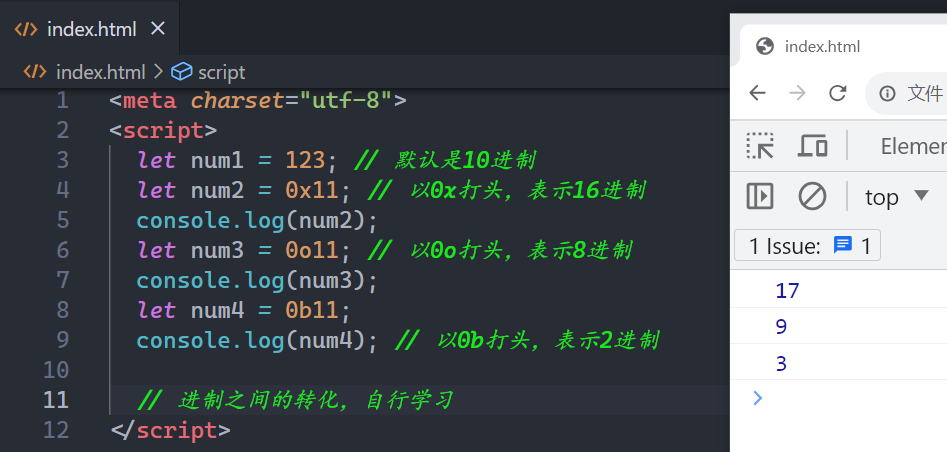 index.html
index.html > script
1 <meta charset="utf-8">
2 <script>
3 let num1 = 123; // 默认是10进制
4 let num2 = 0x11; // 以0x打头，表示16进制
5 console.log(num2);
6 let num3 = 0o11; // 以0o打头，表示8进制
7 console.log(num3);
8 let num4 = 0b11;
9 console.log(num4); // 以0b打头，表示2进制
10
11 // 进制之间的转化，自行学习
12 </script>
index.html
文件
Elemen
top
1 Issue: 1
17
9
3